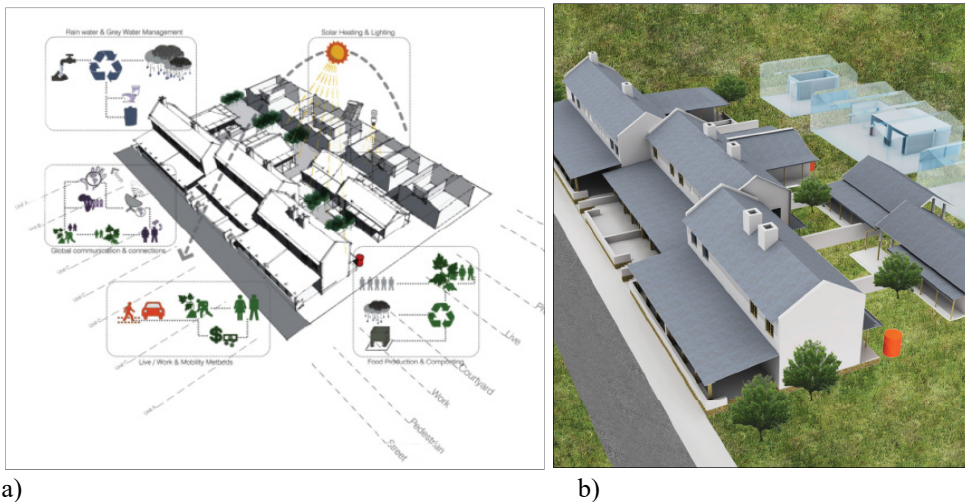 Rain water & Grey Water Management
Solar Heating & Lighting
Global communication & connections
Live / Work & Mobility Methods
Food Production & Composting
Live
Courtyard
Work
Pedestrian
Street
a)
b)